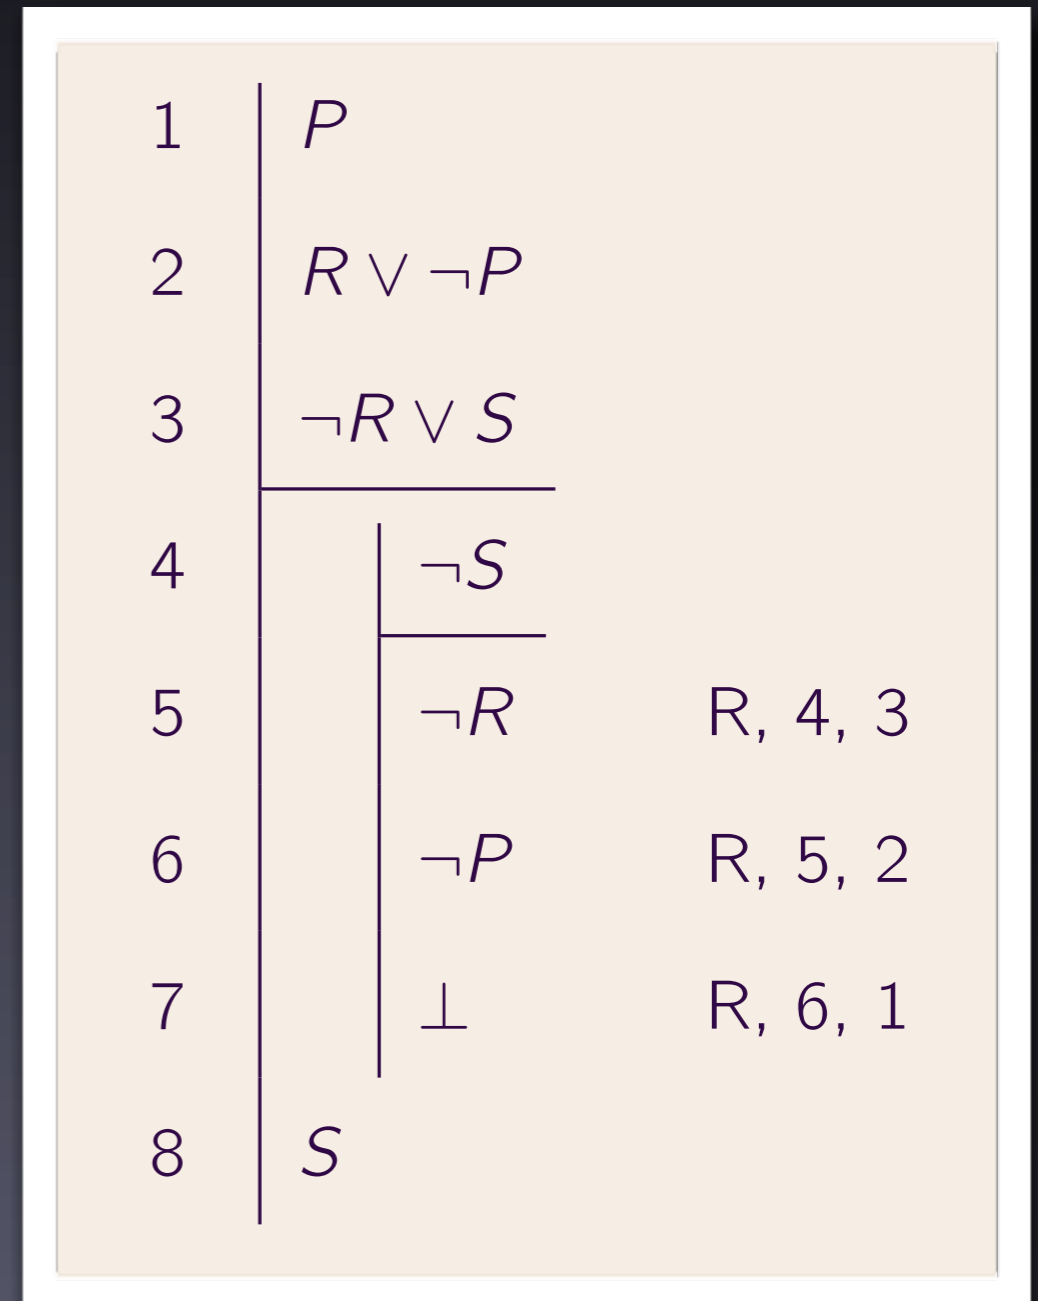 1 P
2 R ∨ ¬P
3 ¬R ∨ S
4 ¬S
5 ¬R R, 4, 3
6 ¬P R, 5, 2
7 ⊥ R, 6, 1
8 S